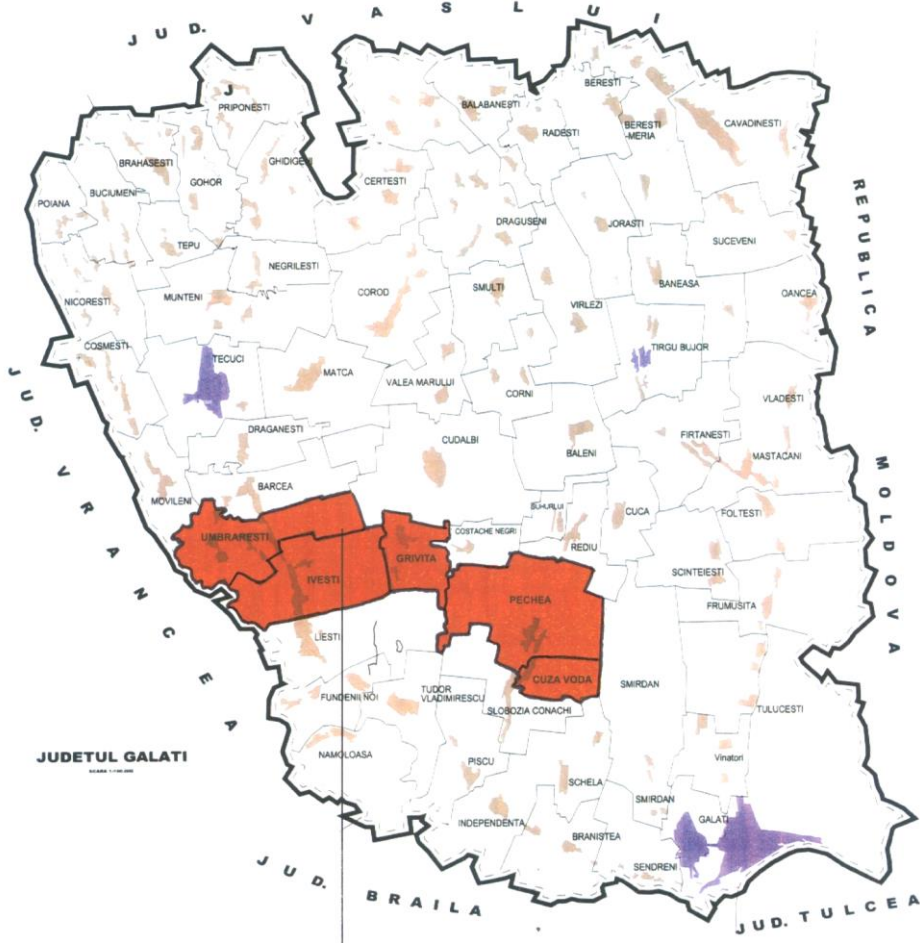 JUD. VASLUI
BERESTI
BALABANESTI
PRIPONESTI
RADESTI
BERESTI
-MERIA
CAVADINESTI
BRAHASESTI
GHIDIGENI
GOHOR
CERTESTI
BUCIUMENI
POIANA
DRAGUSENI
JORASTI
TEPU
SUCEVENI
NEGRILESTI
BANEASA
SMULTI
COROD
MUNTENI
NICORESTI
VIRLEZI
OANCEA
REPUBLICA
COSMESTI
TECUCI
TIRGU BUJOR
MATCA
VALEA MARULUI
CORNI
VLADESTI
JUD. VRANCEA
DRAGANESTI
CUDALBI
FIRTANESTI
BALENI
MASTACANI
BARCEA
MOVILENI
SUHURLUI
CUCA
FOLTESTI
MOLDOVA
UMBRARESTI
COSTACHE NEGRI
REDIU
GRIVITA
IVESTI
SCINTEIESTI
PECHEA
FRUMUSITA
LIESTI
CUZA VODA
SMIRDAN
FUNDENII NOI
TUDOR
VLADIMIRESCU
SLOBOZIA CONACHI
TULUCESTI
NAMOLOASA
JUDETUL GALATI
PISCU
Vinatori
SCHELA
SMIRDAN
INDEPENDENTA
GALATI
BRANISTEA
SENDRENI
JUD. BRAILA
JUD. TULCEA